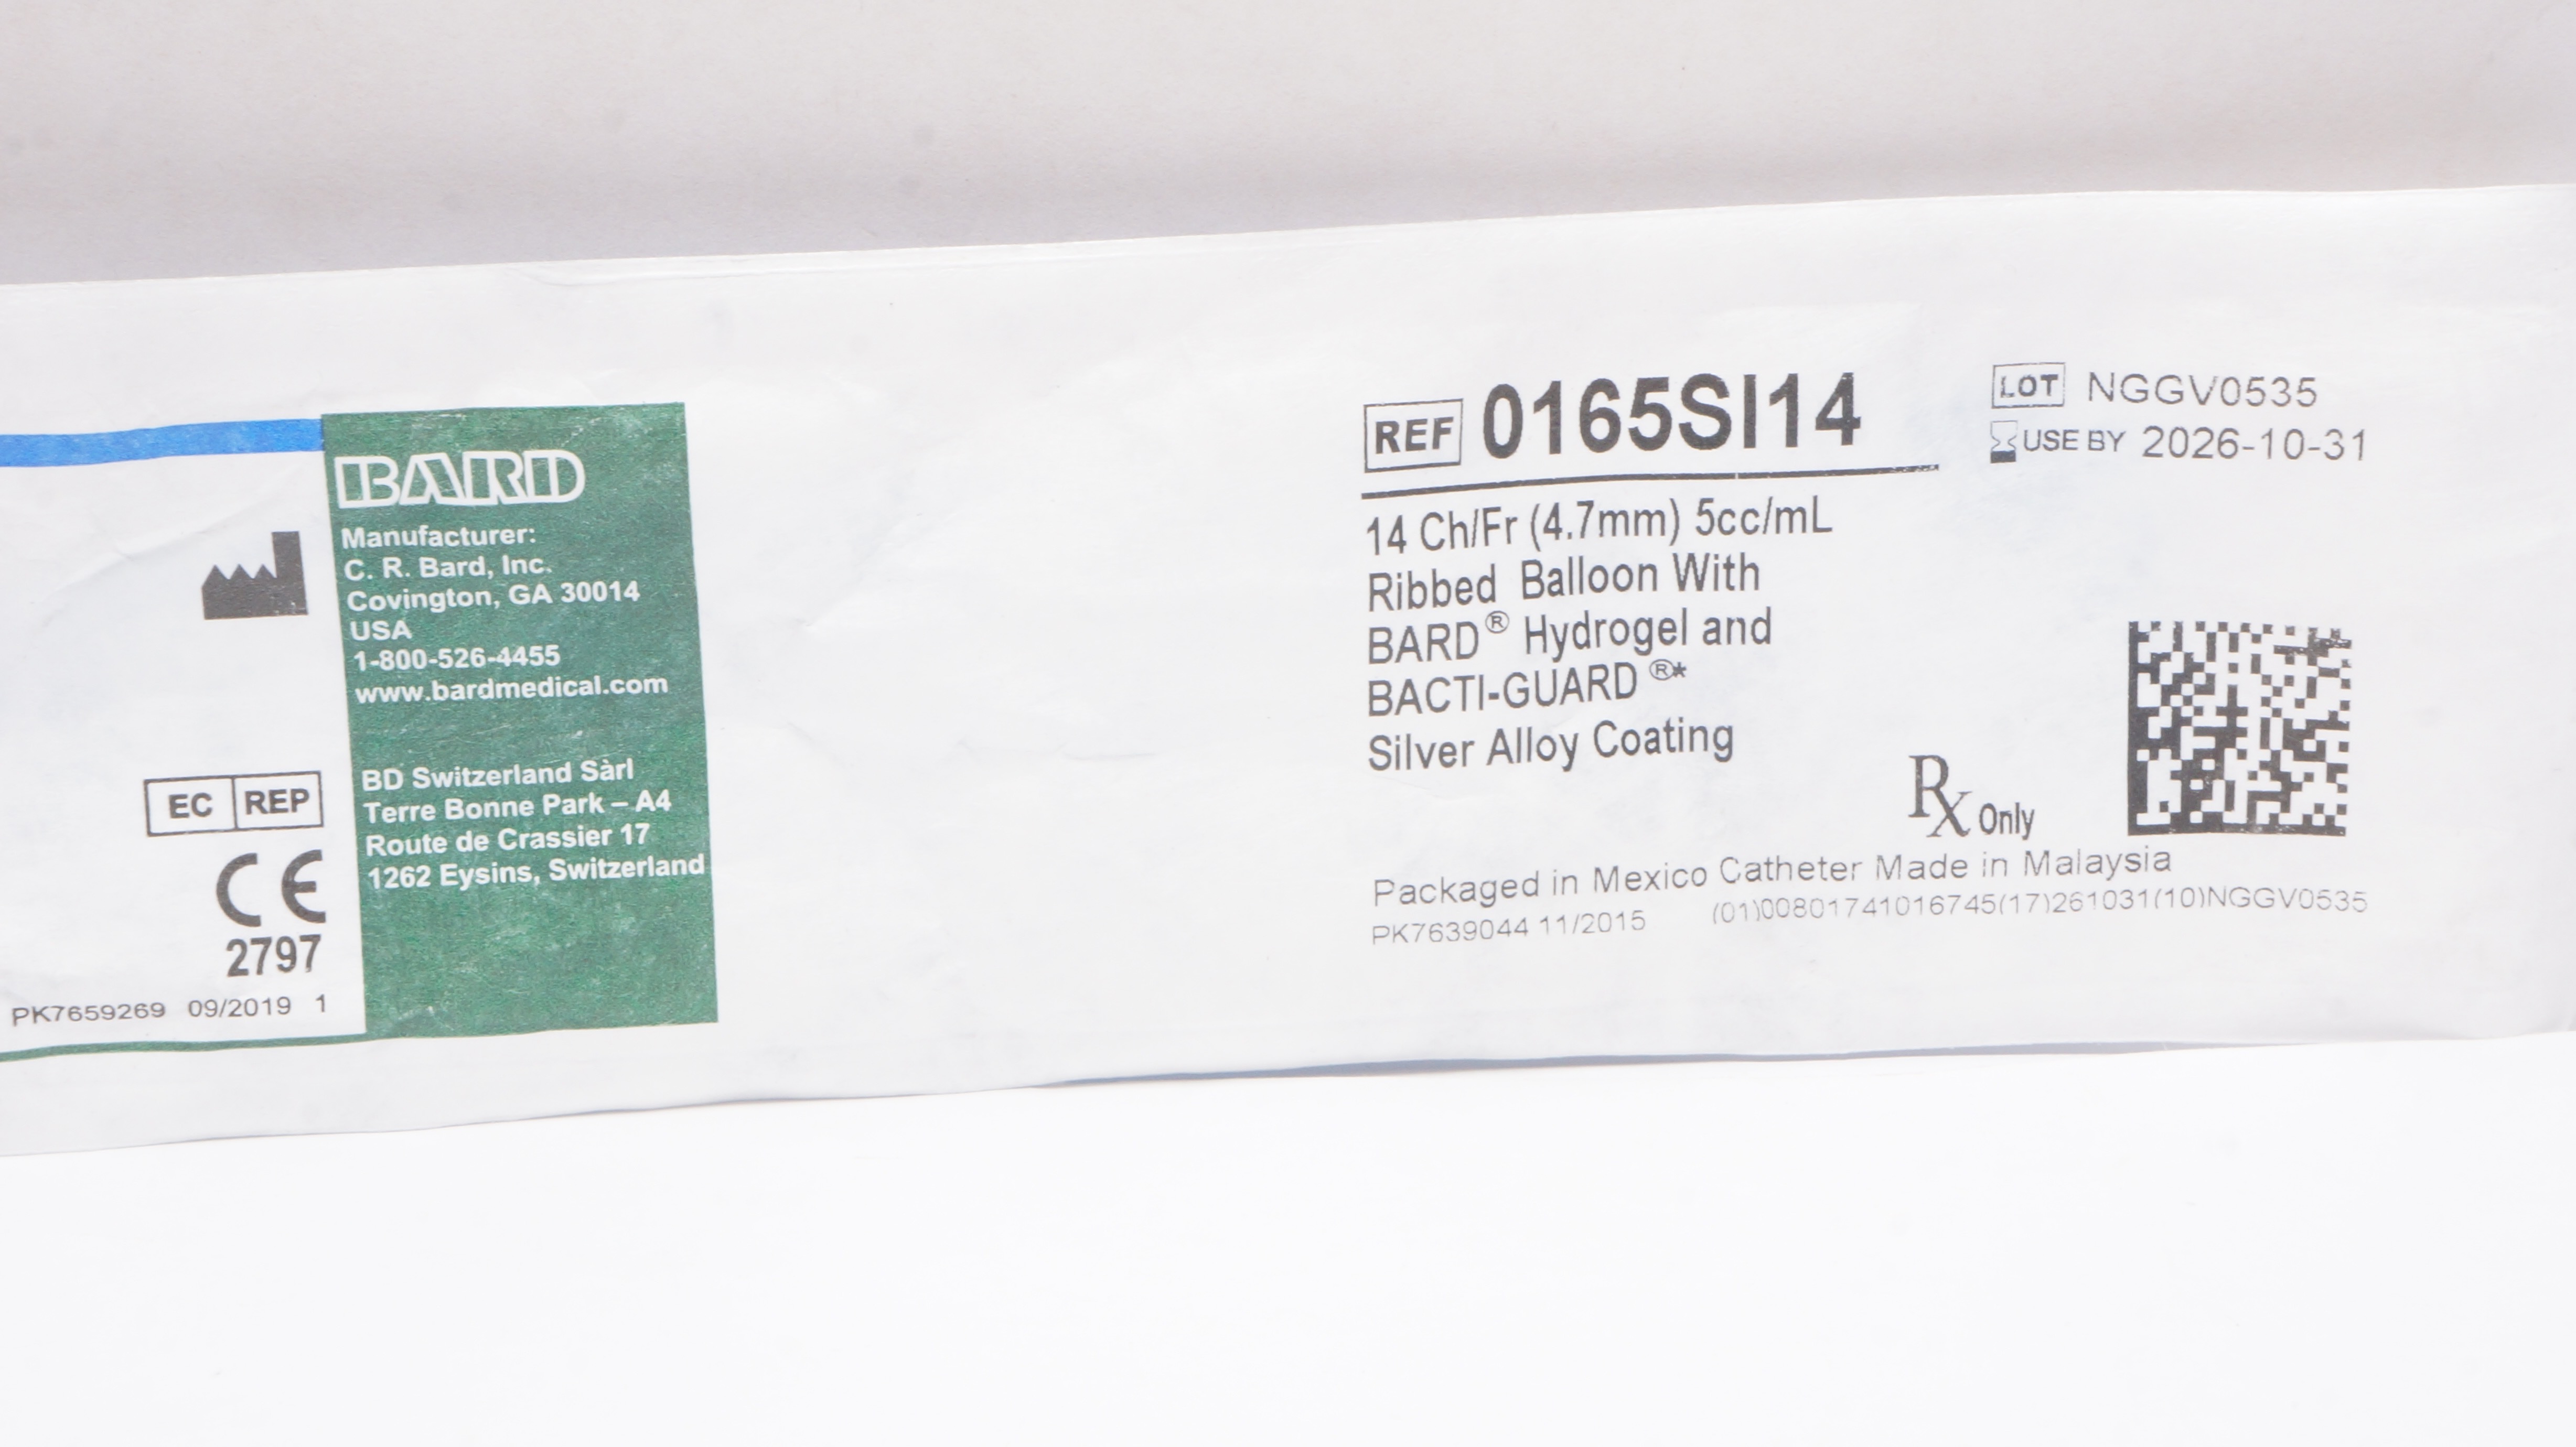 BARD
Manufacturer:
C. R. Bard, Inc.
Covington, GA 30014
USA
1-800-526-4455
www.bardmedical.com
EC REP
BD Switzerland Sàrl
Terre Bonne Park – A4
Route de Crassier 17
1262 Eysins, Switzerland
CE
2797
PK7659269 09/2019 1
REF 0165SI14
LOT NGGV0535
USE BY 2026-10-31
14 Ch/Fr (4.7mm) 5cc/mL
Ribbed Balloon With
BARD® Hydrogel and
BACTI-GUARD®*
Silver Alloy Coating
Rx Only
Packaged in Mexico Catheter Made in Malaysia
PK7639044 11/2015 (01)00801741016745(17)261031(10)NGGV0535